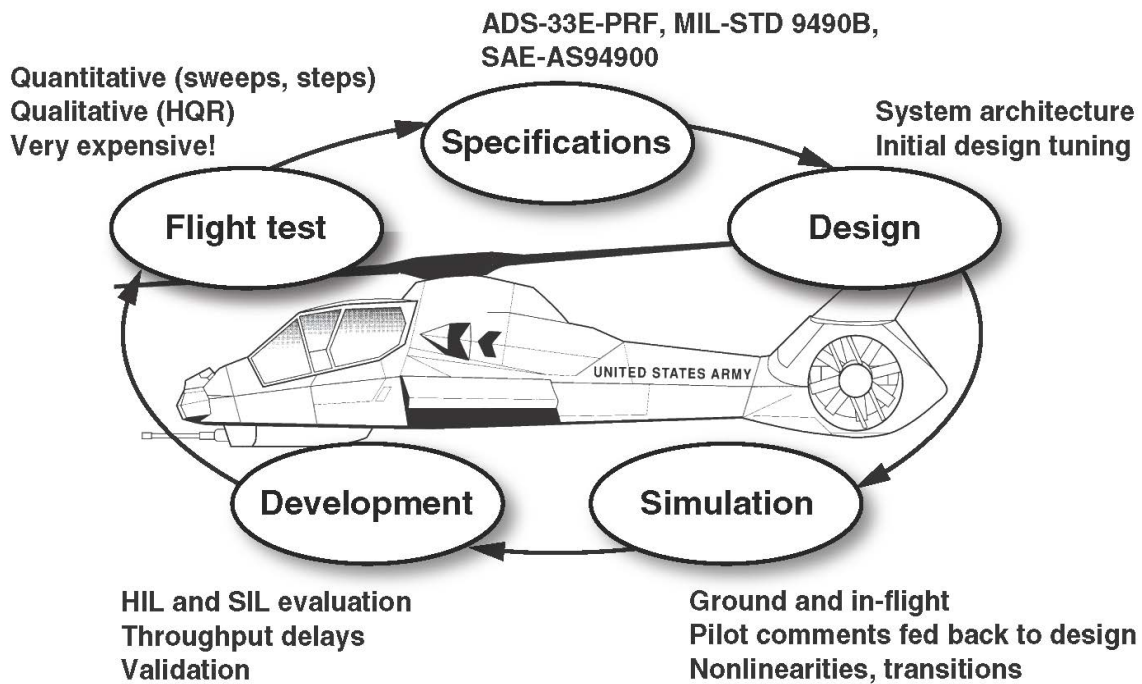 ADS-33E-PRF, MIL-STD 9490B,
SAE-AS94900
Specifications
System architecture
Initial design tuning
Design
Simulation
Ground and in-flight
Pilot comments fed back to design
Nonlinearities, transitions
Development
HIL and SIL evaluation
Throughput delays
Validation
Quantitative (sweeps, steps)
Qualitative (HQR)
Very expensive!
Flight test
UNITED STATES ARMY